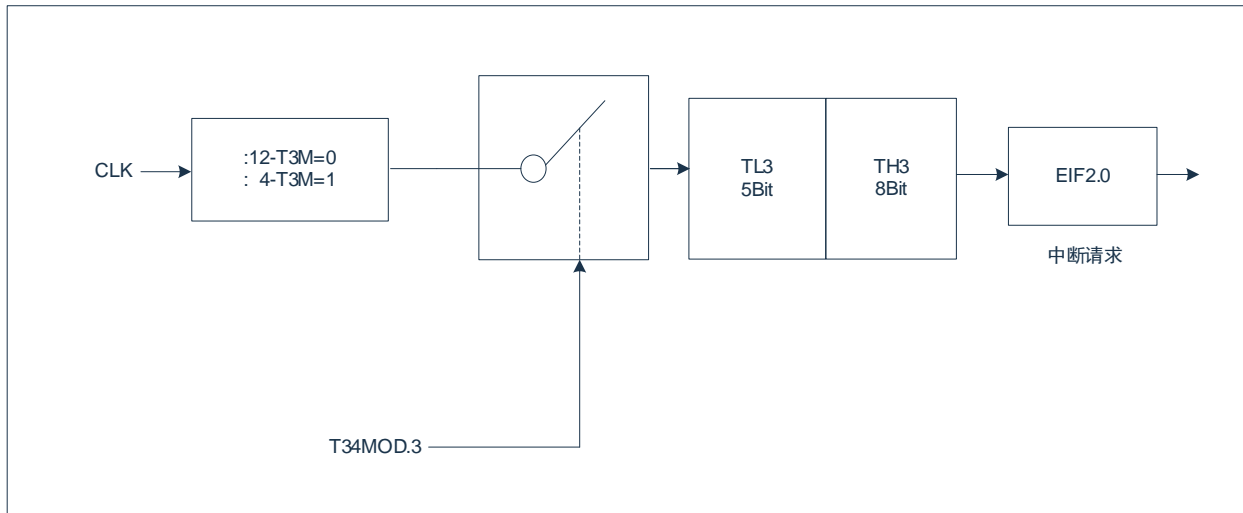 CLK
:12-T3M=0
: 4-T3M=1
TL3
5Bit
TH3
8Bit
EIF2.0
中断请求
T34MOD.3